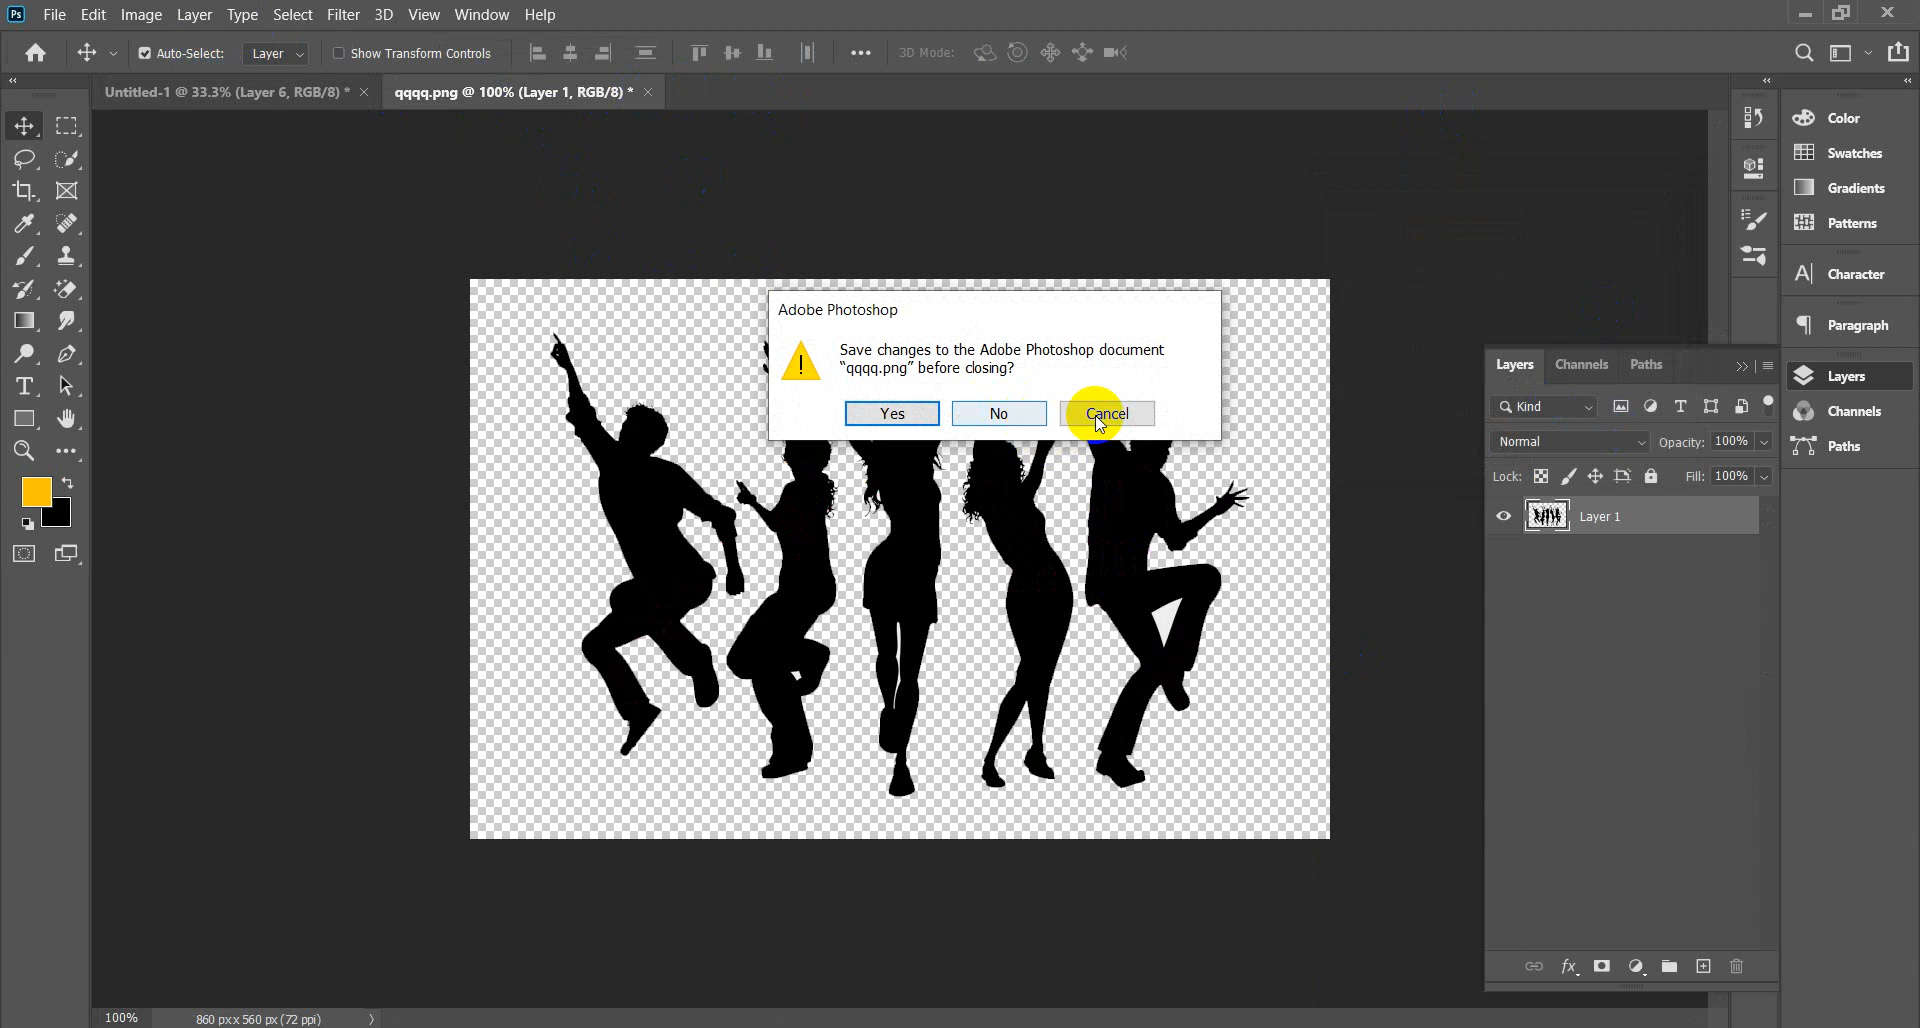 Ps File Edit Image Layer Type Select Filter 3D View Window Help
Auto-Select: Layer Show Transform Controls 3D Mode:
Untitled-1 @ 33.3% (Layer 6, RGB/8) * qqqq.png @ 100% (Layer 1, RGB/8) *
Color
Swatches
Gradients
Patterns
Character
Paragraph
Layers
Channels
Paths
Adobe Photoshop
Save changes to the Adobe Photoshop document
“qqqq.png” before closing?
Yes No Cancel
Layers Channels Paths
Kind
Normal Opacity: 100%
Lock: Fill: 100%
Layer 1
fx
100% 860 px x 560 px (72 ppi)